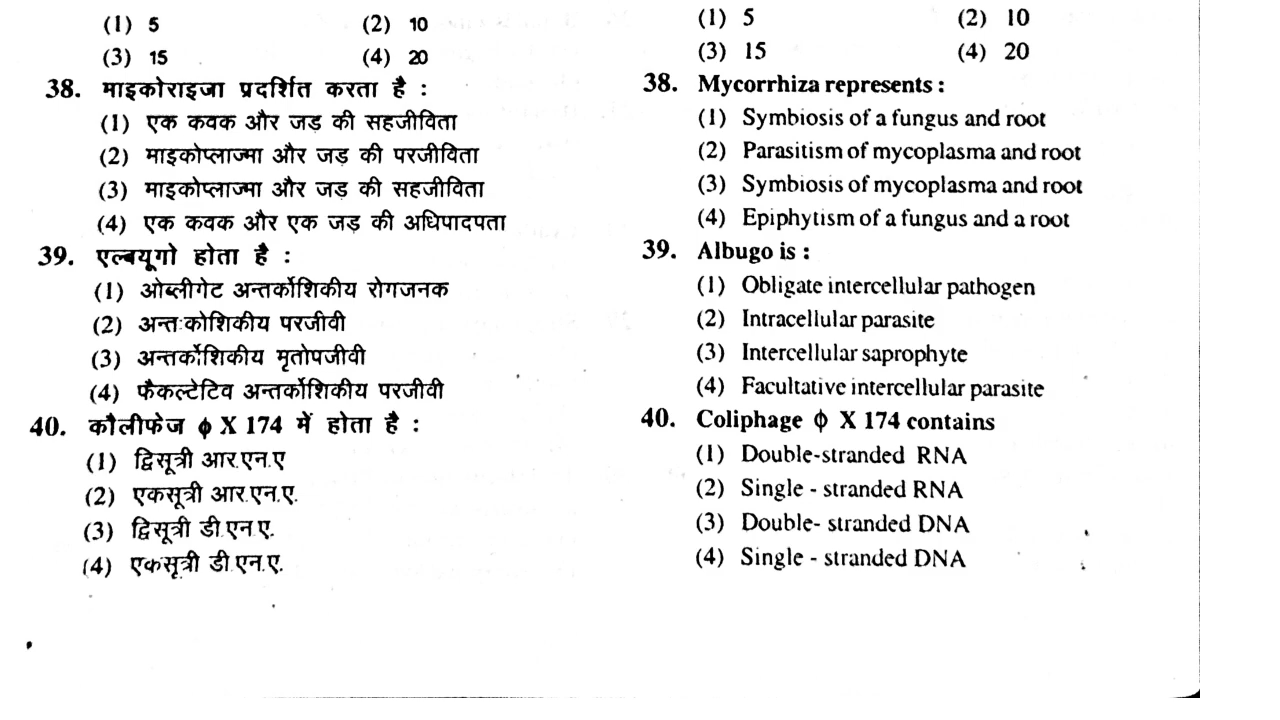 (1) 5 (2) 10
(3) 15 (4) 20
38. माइकोराइजा प्रदर्शित करता है :
(1) एक कवक और जड़ की सहजीविता
(2) माइकोप्लाज्मा और जड़ की परजीविता
(3) माइकोप्लाज्मा और जड़ की सहजीविता
(4) एक कवक और एक जड़ की अधिपादपता
39. एल्बयूगो होता है :
(1) ओब्लीगेट अन्तर्कोशिकीय रोगजनक
(2) अन्तःकोशिकीय परजीवी
(3) अन्तर्कोशिकीय मृतोपजीवी
(4) फैकल्टेटिव अन्तर्कोशिकीय परजीवी
40. कौलीफेज ϕ X 174 में होता है :
(1) द्विसूत्री आर.एन.ए
(2) एकसूत्री आर.एन.ए.
(3) द्विसूत्री डी.एन.ए.
(4) एकसूत्री डी.एन.ए.
(1) 5 (2) 10
(3) 15 (4) 20
38. Mycorrhiza represents :
(1) Symbiosis of a fungus and root
(2) Parasitism of mycoplasma and root
(3) Symbiosis of mycoplasma and root
(4) Epiphytism of a fungus and a root
39. Albugo is :
(1) Obligate intercellular pathogen
(2) Intracellular parasite
(3) Intercellular saprophyte
(4) Facultative intercellular parasite
40. Coliphage ϕ X 174 contains
(1) Double-stranded RNA
(2) Single - stranded RNA
(3) Double- stranded DNA
(4) Single - stranded DNA